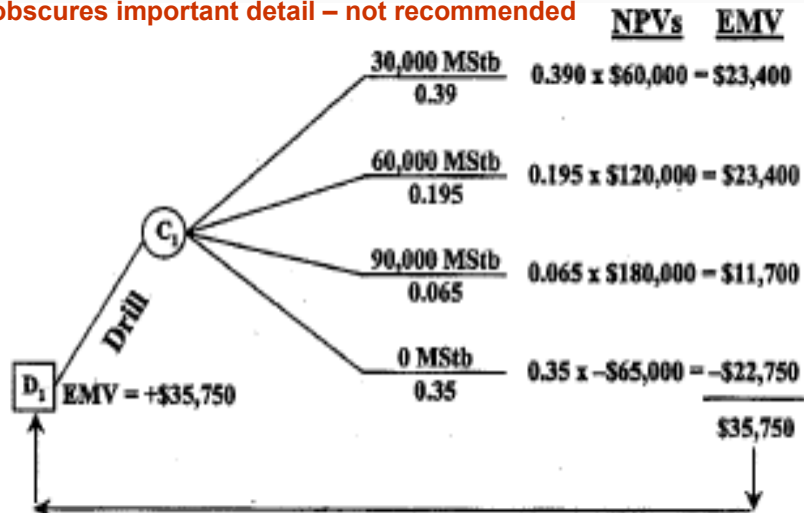 obscures important detail – not recommended
NPVs EMV
30,000 MStb
0.39
0.390 x $60,000 = $23,400
60,000 MStb
0.195
0.195 x $120,000 = $23,400
C₁
90,000 MStb
0.065
0.065 x $180,000 = $11,700
Drill
0 MStb
0.35
0.35 x –$65,000 = –$22,750
D₁
EMV = +$35,750
$35,750